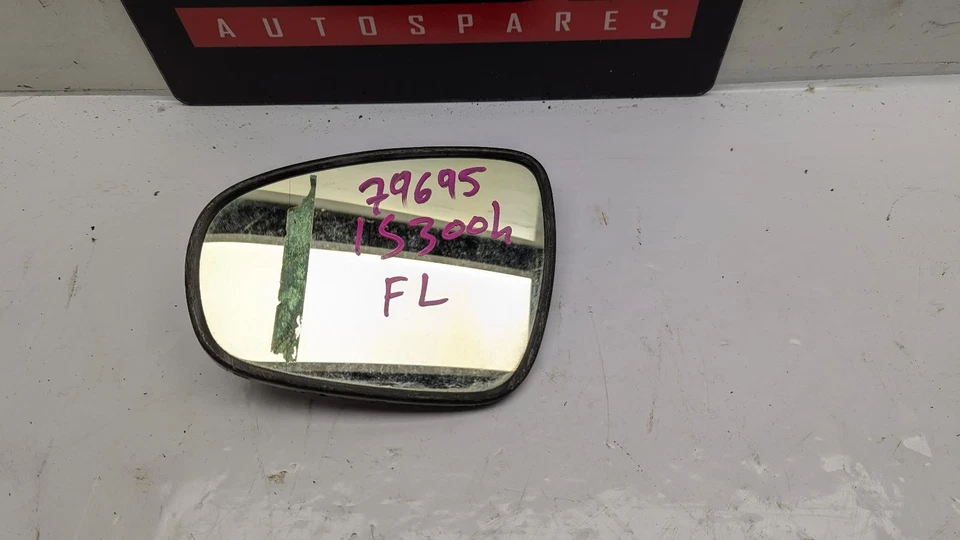 AUTOSPARES
79695
IS300h
FL